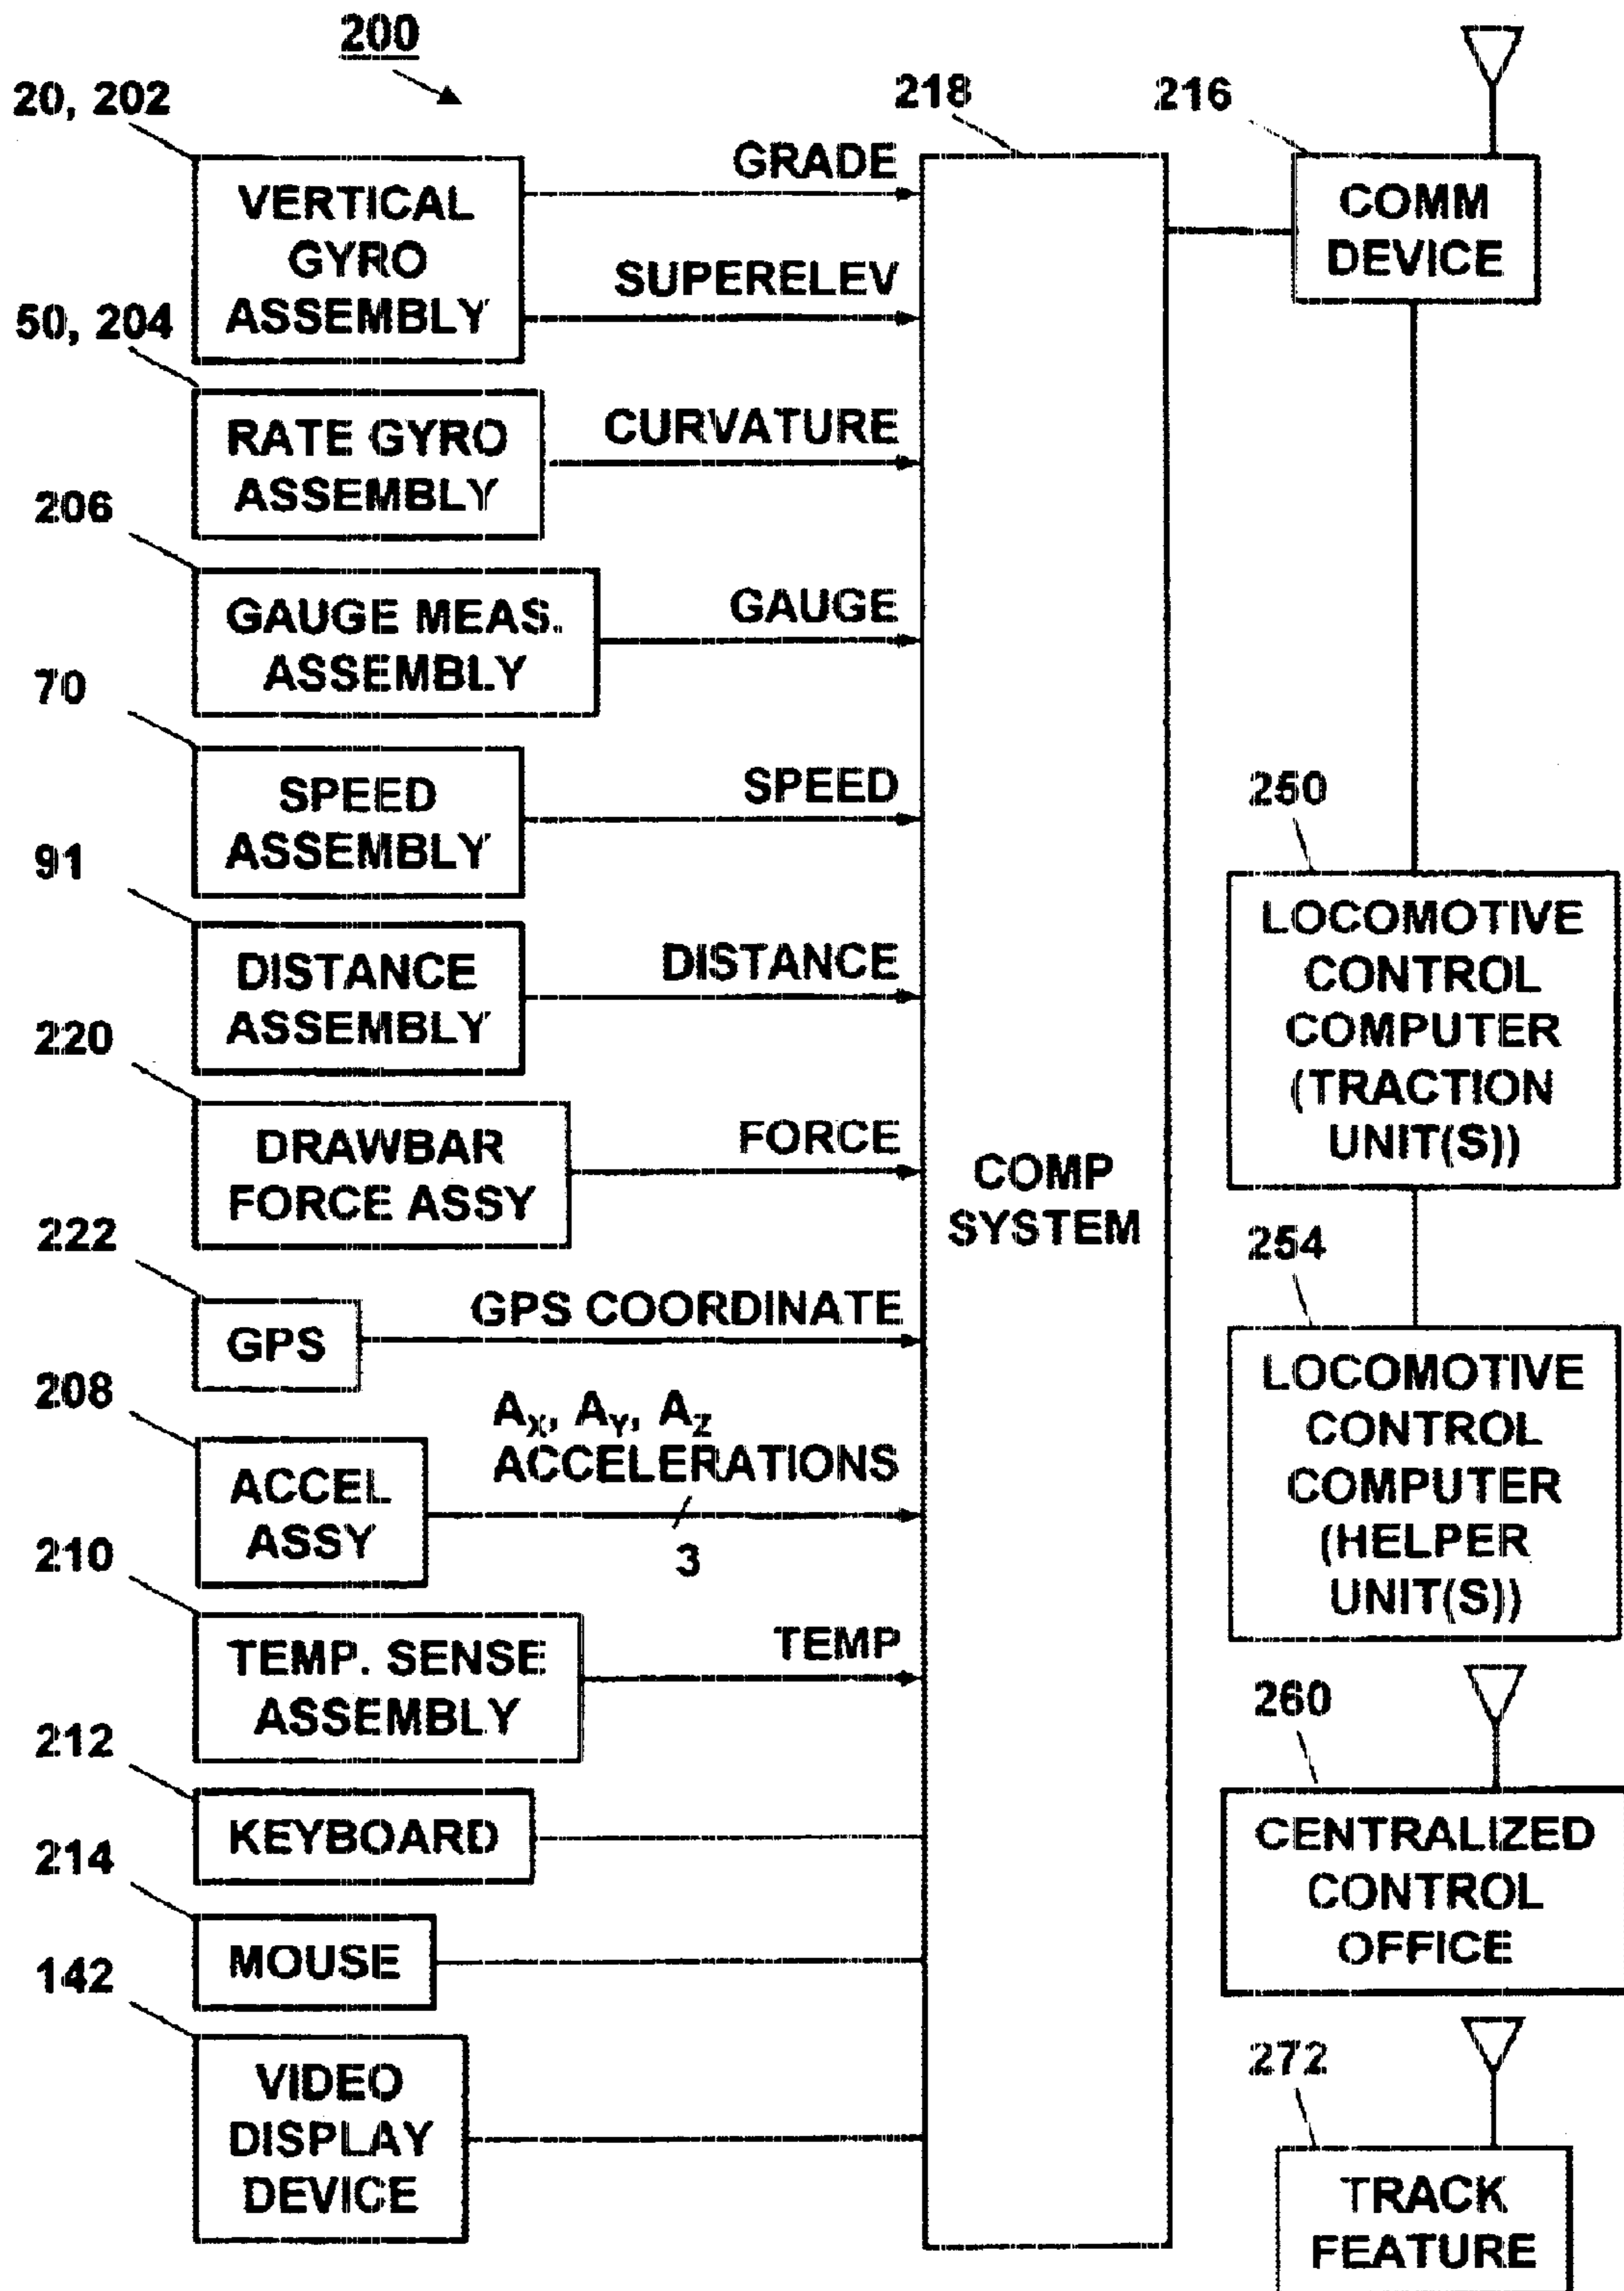 200
20, 202
218
216
VERTICAL
GYRO
ASSEMBLY
GRADE
SUPERELEV
COMM
DEVICE
50, 204
RATE GYRO
ASSEMBLY
CURVATURE
206
GAUGE MEAS.
ASSEMBLY
GAUGE
70
SPEED
ASSEMBLY
SPEED
91
DISTANCE
ASSEMBLY
DISTANCE
220
DRAWBAR
FORCE ASSY
FORCE
222
GPS
GPS COORDINATE
208
ACCEL
ASSY
AX, AY, AZ
ACCELERATIONS
3
210
TEMP. SENSE
ASSEMBLY
TEMP
212
KEYBOARD
214
MOUSE
142
VIDEO
DISPLAY
DEVICE
COMP
SYSTEM
250
LOCOMOTIVE
CONTROL
COMPUTER
(TRACTION
UNIT(S))
254
LOCOMOTIVE
CONTROL
COMPUTER
(HELPER
UNIT(S))
260
CENTRALIZED
CONTROL
OFFICE
272
TRACK
FEATURE